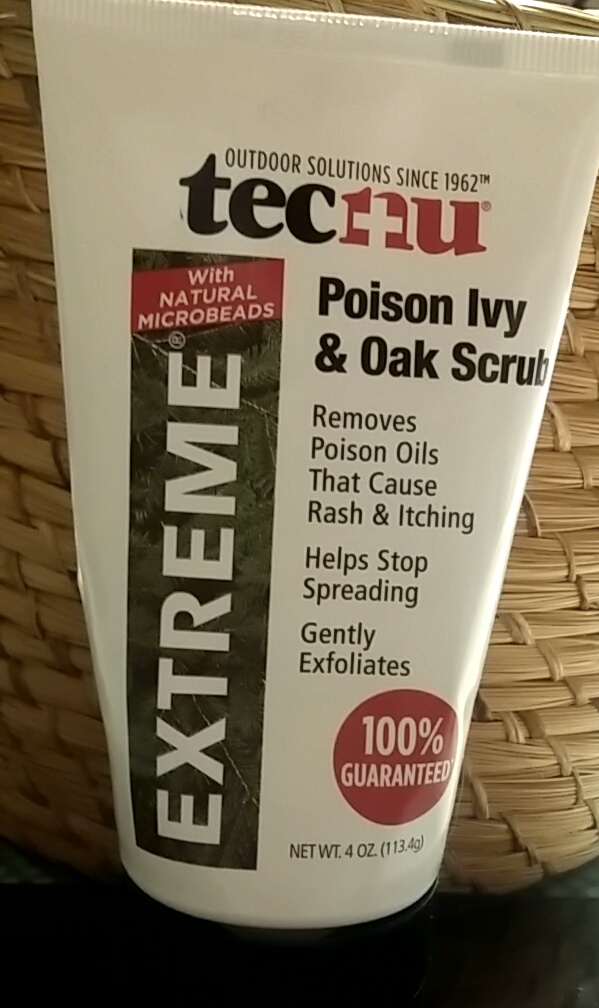 OUTDOOR SOLUTIONS SINCE 1962™
tecnu®
With
NATURAL
MICROBEADS
EXTREME®
Poison Ivy
& Oak Scrub
Removes
Poison Oils
That Cause
Rash & Itching
Helps Stop
Spreading
Gently
Exfoliates
100%
GUARANTEED*
NET WT. 4 OZ. (113.4g)